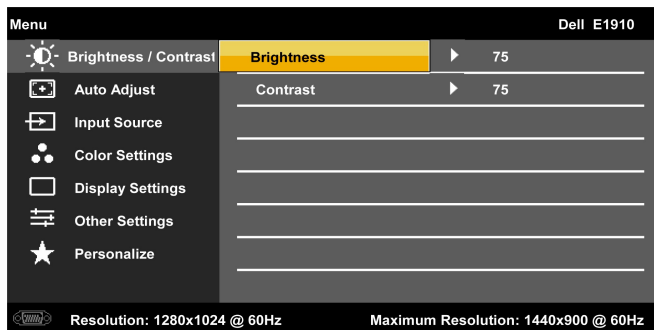 Menu Dell E1910
Brightness / Contrast Brightness 75
Auto Adjust Contrast 75
Input Source
Color Settings
Display Settings
Other Settings
Personalize
Resolution: 1280x1024 @ 60Hz Maximum Resolution: 1440x900 @ 60Hz